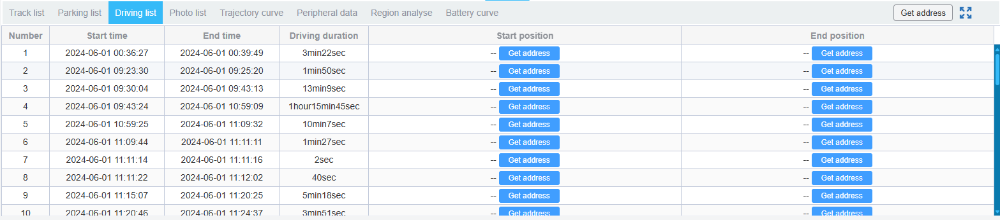 Track list Parking list Driving list Photo list Trajectory curve Peripheral data Region analyse Battery curve Get address
Number Start time End time Driving duration Start position End position
1 2024-06-01 00:36:27 2024-06-01 00:39:49 3min22sec -- Get address -- Get address
2 2024-06-01 09:23:30 2024-06-01 09:25:20 1min50sec -- Get address -- Get address
3 2024-06-01 09:30:04 2024-06-01 09:43:13 13min9sec -- Get address -- Get address
4 2024-06-01 09:43:24 2024-06-01 10:59:09 1hour15min45sec -- Get address -- Get address
5 2024-06-01 10:59:25 2024-06-01 11:09:32 10min7sec -- Get address -- Get address
6 2024-06-01 11:09:44 2024-06-01 11:11:11 1min27sec -- Get address -- Get address
7 2024-06-01 11:11:14 2024-06-01 11:11:16 2sec -- Get address -- Get address
8 2024-06-01 11:11:22 2024-06-01 11:12:02 40sec -- Get address -- Get address
9 2024-06-01 11:15:07 2024-06-01 11:20:25 5min18sec -- Get address -- Get address
10 2024-06-01 11:20:46 2024-06-01 11:24:37 3min51sec -- Get address -- Get address